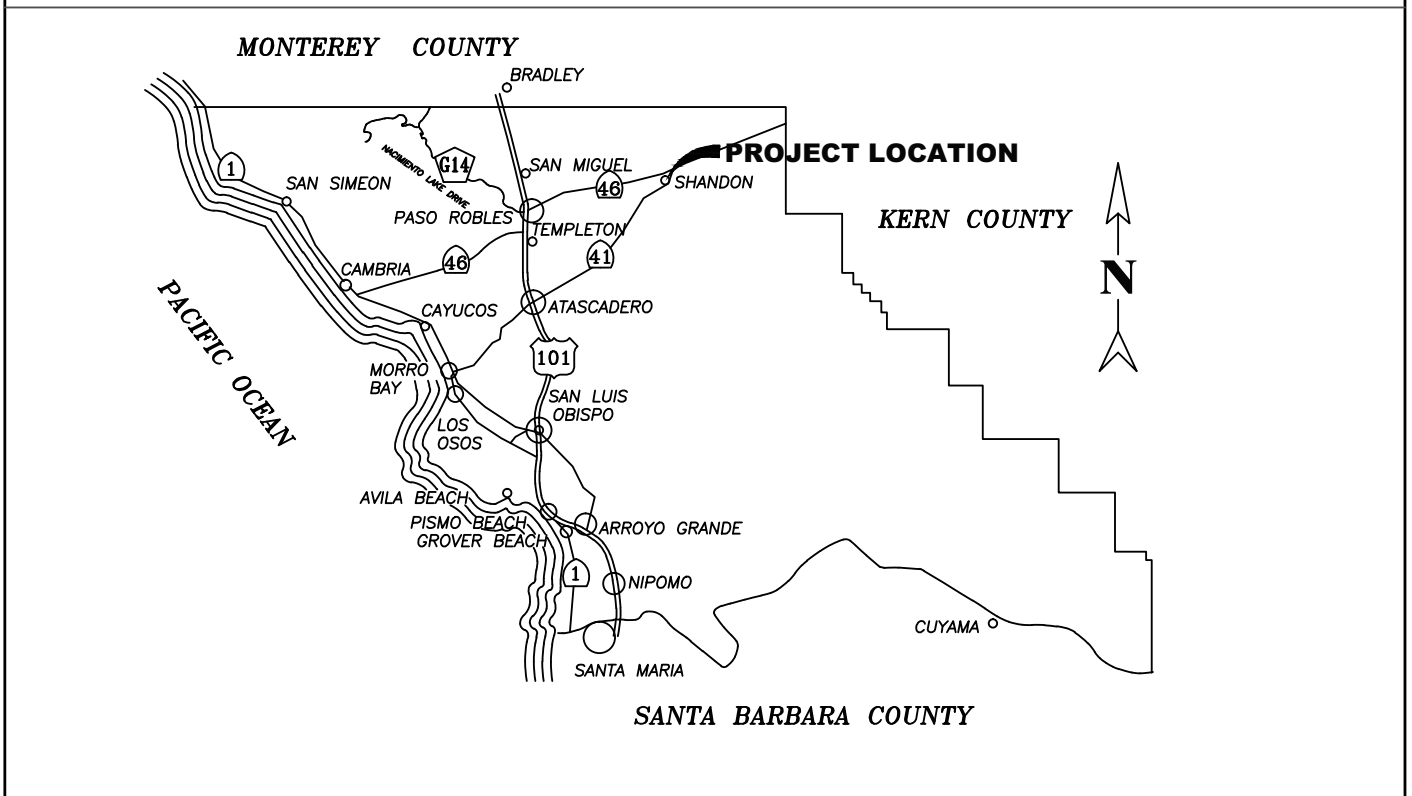 MONTEREY COUNTY
BRADLEY
PROJECT LOCATION
G14
NACIMIENTO LAKE DRIVE
SAN MIGUEL
1
SAN SIMEON
46
SHANDON
PASO ROBLES
KERN COUNTY
TEMPLETON
46
41
CAMBRIA
N
PACIFIC OCEAN
CAYUCOS
ATASCADERO
101
MORRO
BAY
SAN LUIS
OBISPO
LOS
OSOS
AVILA BEACH
PISMO BEACH
ARROYO GRANDE
GROVER BEACH
1
NIPOMO
CUYAMA
SANTA MARIA
SANTA BARBARA COUNTY